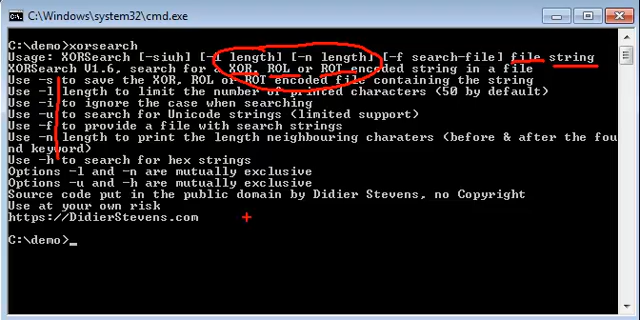 C:\Windows\system32\cmd.exe
C:\demo>xorsearch
Usage: XORSearch [-siuh] [-l length] [-n length] [-f search-file] file string
XORSearch V1.6, search for a XOR, ROL or ROT encoded string in a file
Use -s to save the XOR, ROL or ROT encoded file containing the string
Use -l length to limit the number of printed characters (50 by default)
Use -i to ignore the case when searching
Use -u to search for Unicode strings (limited support)
Use -f to provide a file with search strings
Use -n length to print the length neighbouring charaters (before & after the fou
nd keyword)
Use -h to search for hex strings
Options -l and -n are mutually exclusive
Options -u and -h are mutually exclusive
Source code put in the public domain by Didier Stevens, no Copyright
Use at your own risk
https://DidierStevens.com
C:\demo>_